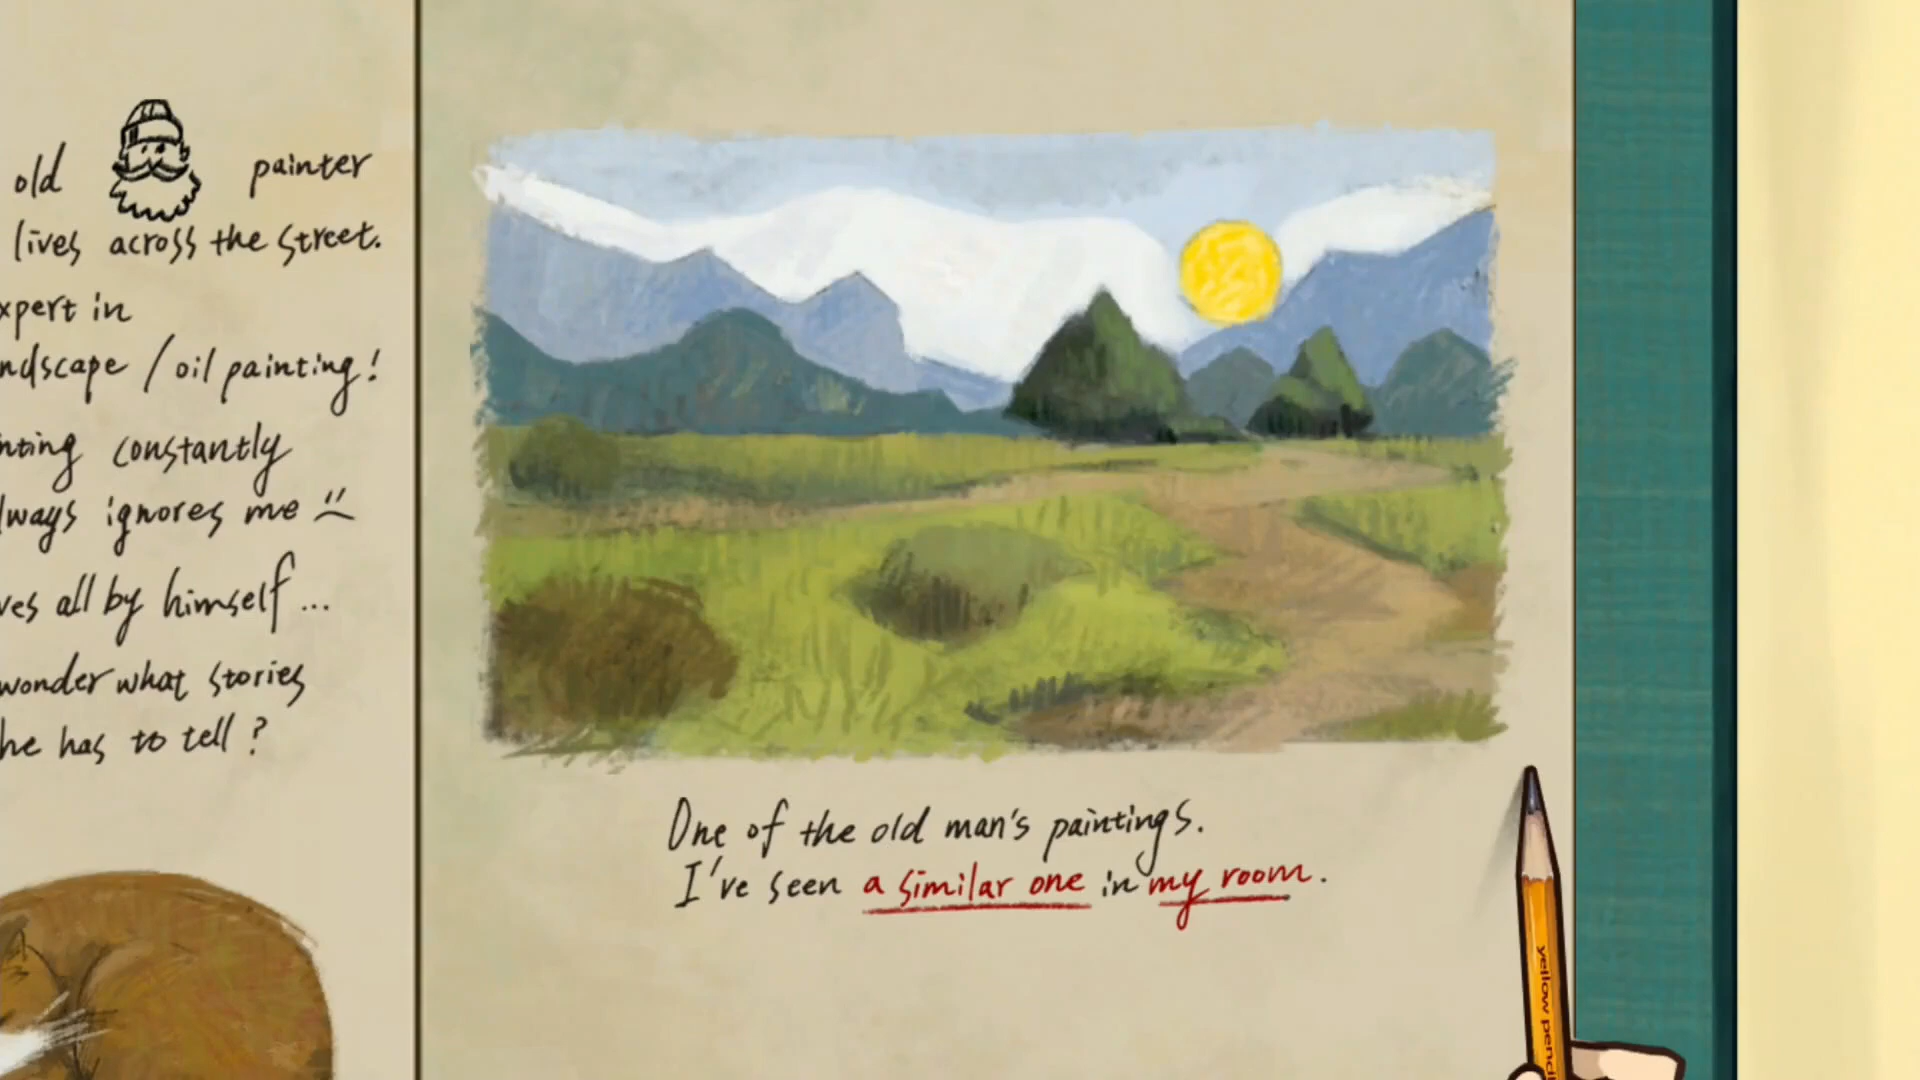 old painter
lives across the street.
xpert in
ndscape / oil painting!
nting constantly
lways ignores me
ves all by himself...
wonder what stories
he has to tell?
One of the old man's paintings.
I've seen a similar one in my room.
yellow pencil